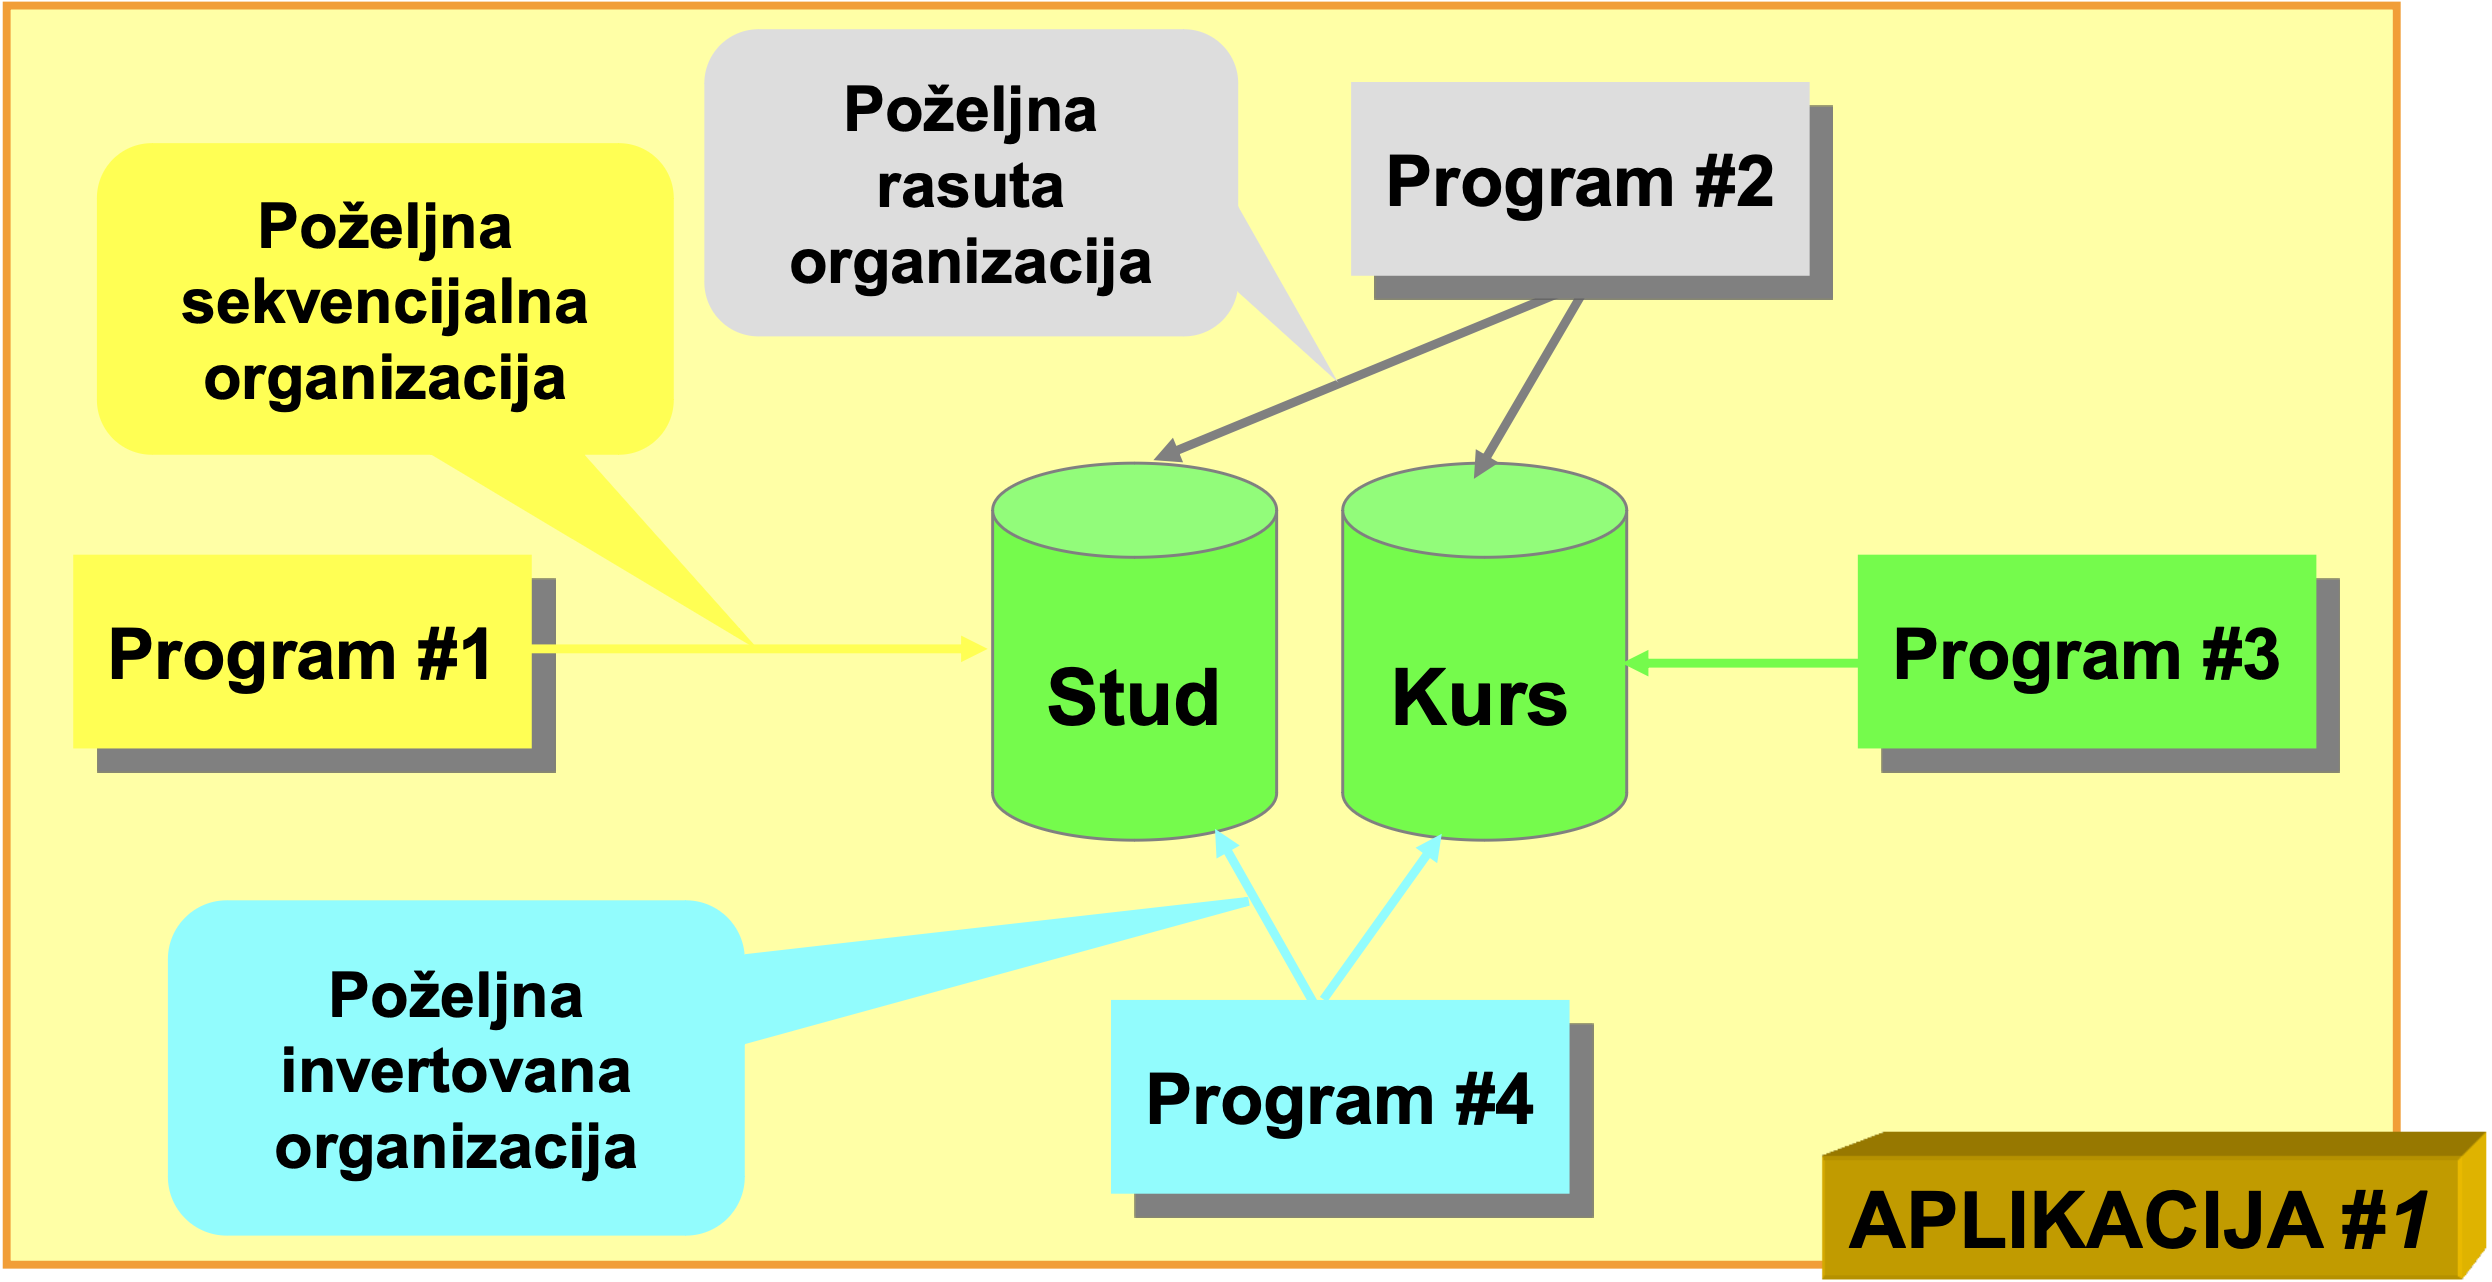 Poželjna
rasuta
organizacija
Program #2
Poželjna
sekvencijalna
organizacija
Program #1
Stud
Kurs
Program #3
Poželjna
invertovana
organizacija
Program #4
APLIKACIJA #1